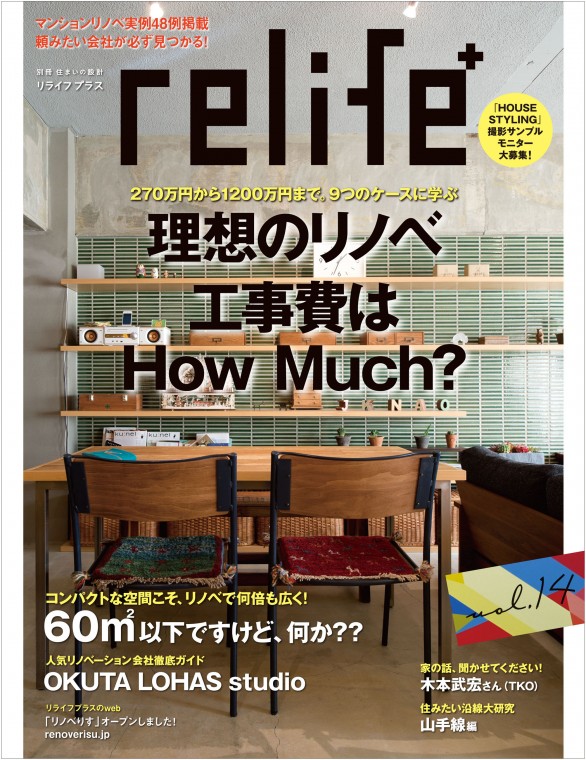 マンションリノベ実例48例掲載
頼みたい会社が必ず見つかる!
別冊 住まいの設計
リライフプラス
relife+
「HOUSE
STYLING」
撮影サンプル
モニター
大募集!
270万円から1200万円まで。9つのケースに学ぶ
理想のリノベ
工事費は
How Much?
ku:nel
ku:nel
コンパクトな空間こそ、リノベで何倍も広く!
60㎡以下ですけど、何か??
人気リノベーション会社徹底ガイド
OKUTA LOHAS studio
リライフプラスのweb
「リノベりす」オープンしました!
renoverisu.jp
vol.14
家の話、聞かせてください!
木本武宏さん(TKO)
住みたい沿線大研究
山手線編